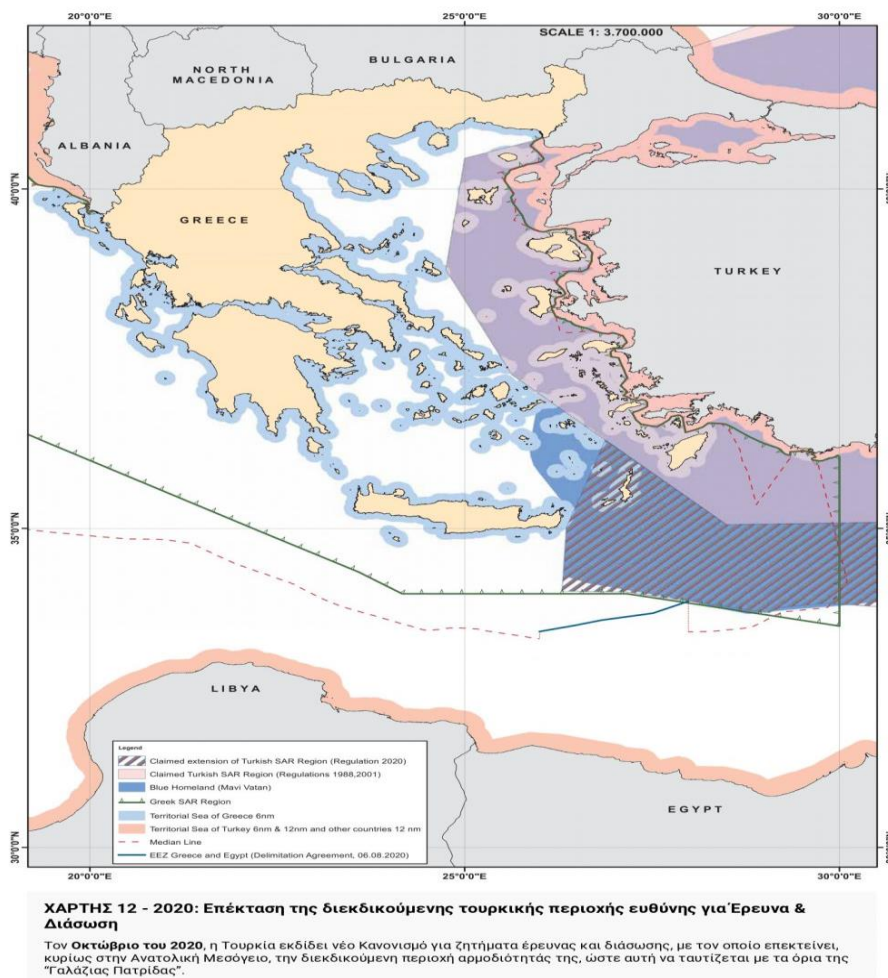 20°0'0"E
25°0'0"E
30°0'0"E
SCALE 1: 3.700.000
BULGARIA
NORTH
MACEDONIA
ALBANIA
40°0'0"N
GREECE
TURKEY
35°0'0"N
LIBYA
EGYPT
Legend
Claimed extension of Turkish SAR Region (Regulation 2020)
Claimed Turkish SAR Region (Regulations 1988,2001)
Blue Homeland (Mavi Vatan)
Greek SAR Region
Territorial Sea of Greece 6nm
Territorial Sea of Turkey 6nm & 12nm and other countries 12 nm
Median Line
EEZ Greece and Egypt (Delimitation Agreement, 06.08.2020)
30°0'0"N
20°0'0"E
25°0'0"E
30°0'0"E
ΧΑΡΤΗΣ 12 - 2020: Επέκταση της διεκδικούμενης τουρκικής περιοχής ευθύνης για Έρευνα &
Διάσωση
Τον Οκτώβριο του 2020, η Τουρκία εκδίδει νέο Κανονισμό για ζητήματα έρευνας και διάσωσης, με τον οποίο επεκτείνει,
κυρίως στην Ανατολική Μεσόγειο, την διεκδικούμενη περιοχή αρμοδιότητάς της, ώστε αυτή να ταυτίζεται με τα όρια της
"Γαλάζιας Πατρίδας".